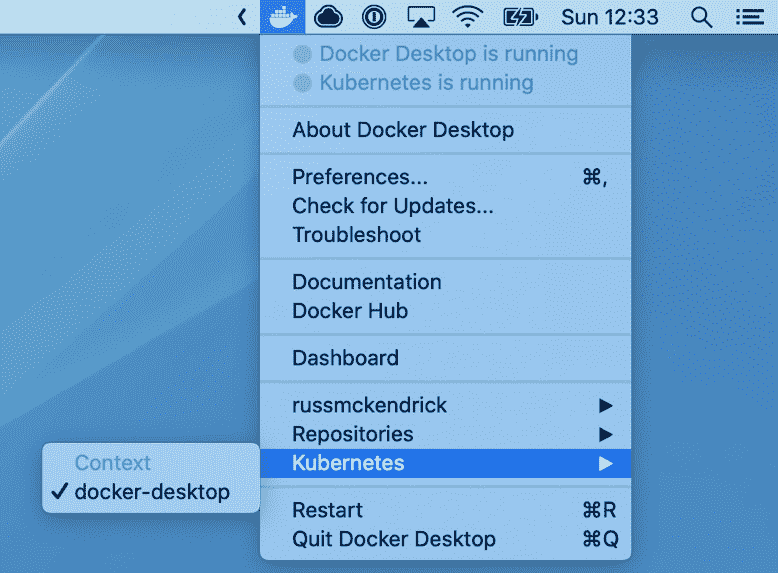 Sun 12:33
Docker Desktop is running
Kubernetes is running
About Docker Desktop
Preferences... ⌘,
Check for Updates...
Troubleshoot
Documentation
Docker Hub
Dashboard
russmckendrick
Repositories
Kubernetes
Context
docker-desktop
Restart ⌘R
Quit Docker Desktop ⌘Q